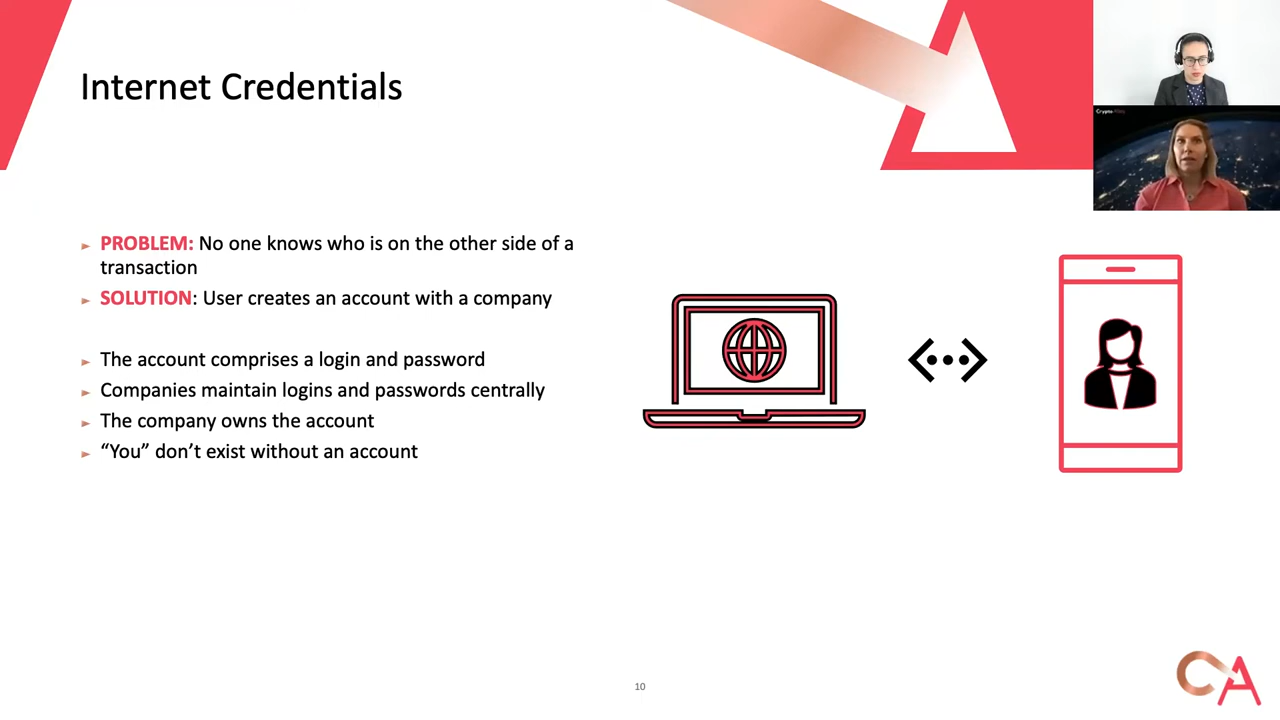 Internet Credentials
► PROBLEM: No one knows who is on the other side of a
transaction
► SOLUTION: User creates an account with a company
► The account comprises a login and password
► Companies maintain logins and passwords centrally
► The company owns the account
► “You” don’t exist without an account
10
CA